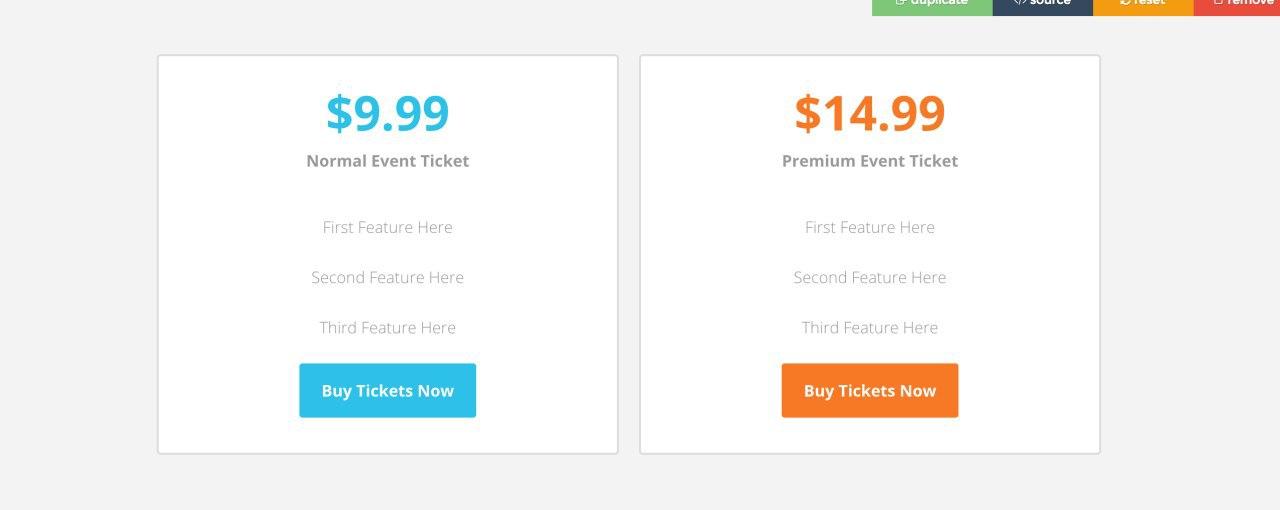 duplicate
source
reset
remove
$9.99
Normal Event Ticket
First Feature Here
Second Feature Here
Third Feature Here
Buy Tickets Now
$14.99
Premium Event Ticket
First Feature Here
Second Feature Here
Third Feature Here
Buy Tickets Now